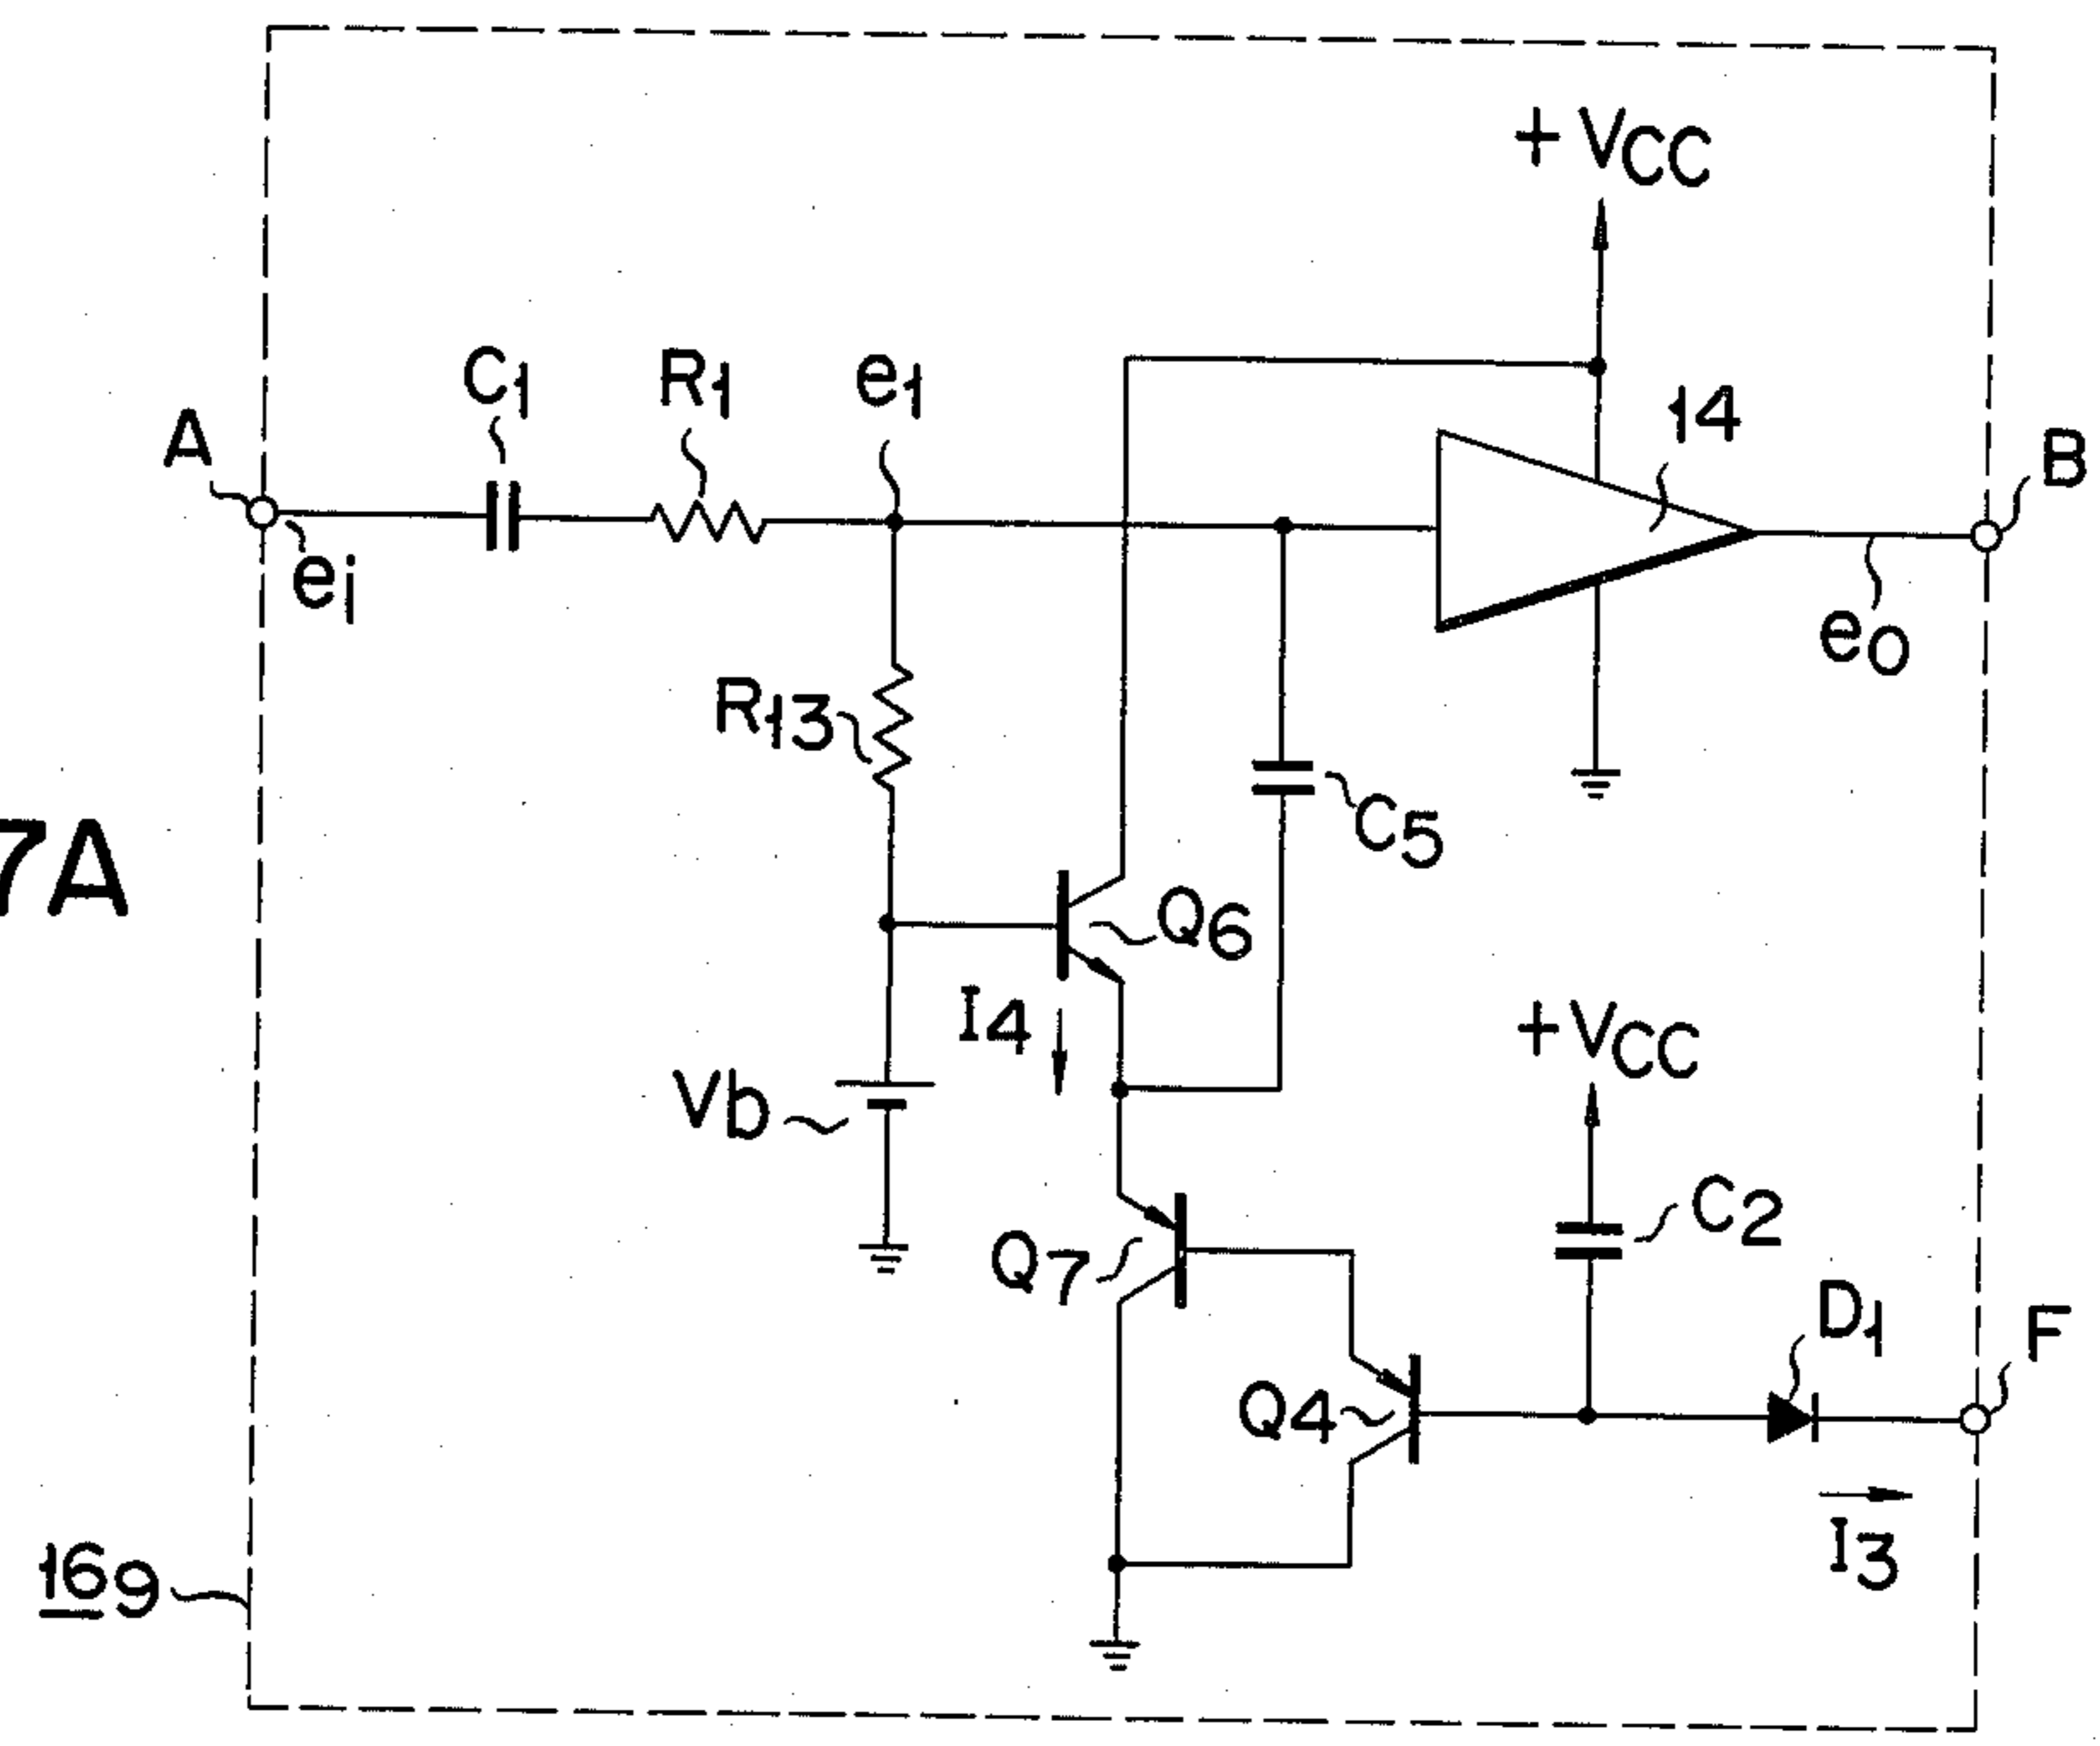 + VCC
C1
R1
e1
14
A
B
ei
eo
R13
C5
7A
Q6
I4
+VCC
Vb
C2
Q7
D1
F
Q4
I3
169